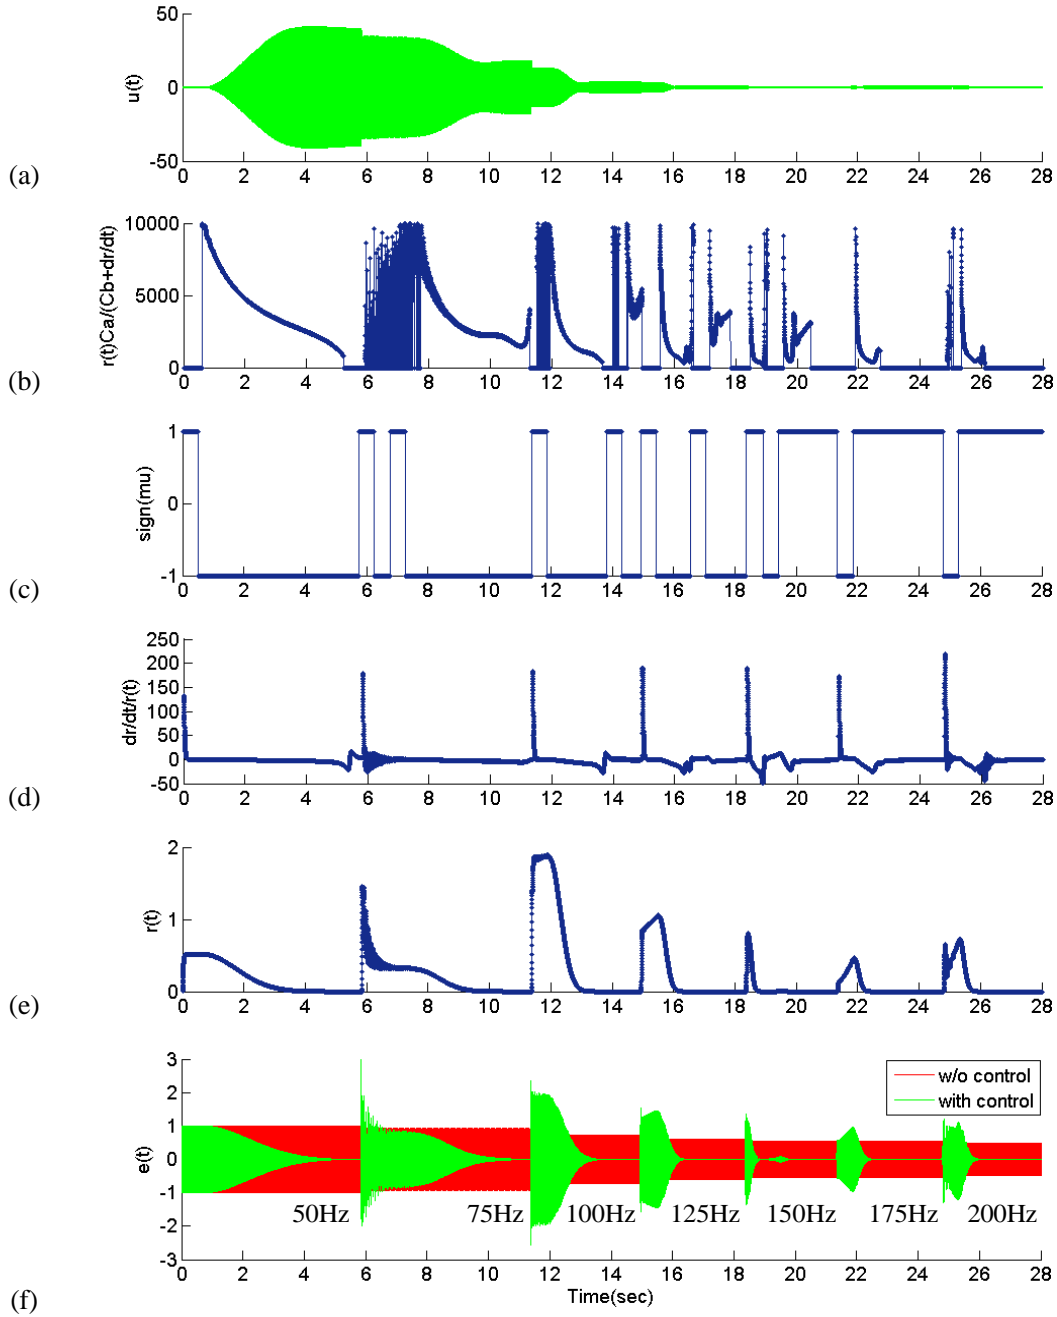 50
0
-50
u(t)
0 2 4 6 8 10 12 14 16 18 20 22 24 26 28
(a)
10000
5000
0
r(t)Ca/(Cb+dr/dt)
0 2 4 6 8 10 12 14 16 18 20 22 24 26 28
(b)
1
0
-1
sign(mu)
0 2 4 6 8 10 12 14 16 18 20 22 24 26 28
(c)
250
200
150
100
50
0
-50
dr/dt/r(t)
0 2 4 6 8 10 12 14 16 18 20 22 24 26 28
(d)
2
1
0
r(t)
0 2 4 6 8 10 12 14 16 18 20 22 24 26 28
(e)
3
2
1
0
-1
-2
-3
e(t)
w/o control
with control
50Hz 75Hz 100Hz 125Hz 150Hz 175Hz 200Hz
0 2 4 6 8 10 12 14 16 18 20 22 24 26 28
Time(sec)
(f)